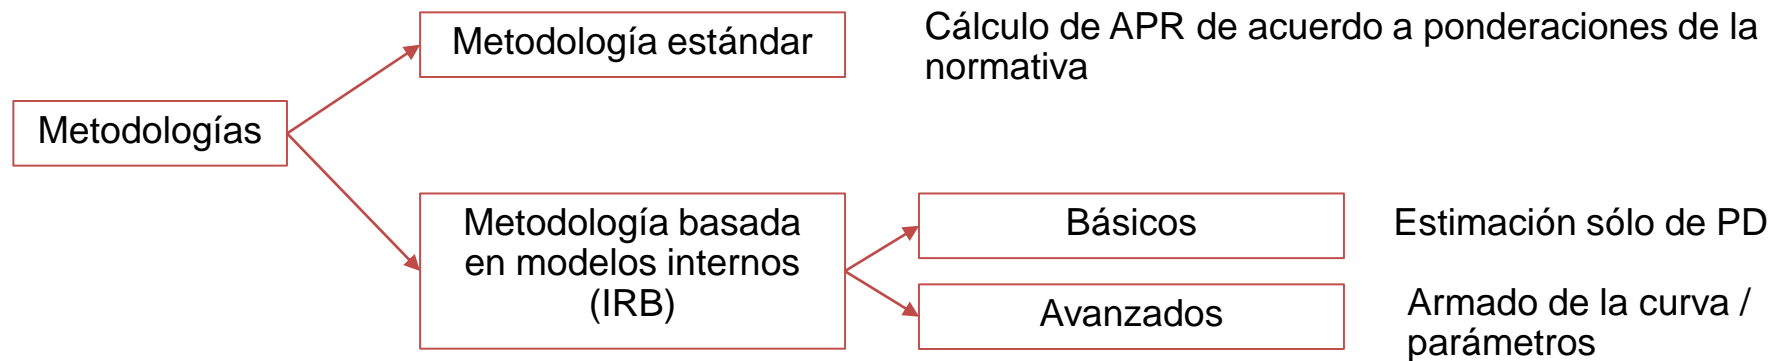 Metodologías
Metodología estándar
Cálculo de APR de acuerdo a ponderaciones de la
normativa
Metodología basada
en modelos internos
(IRB)
Básicos
Estimación sólo de PD
Avanzados
Armado de la curva /
parámetros